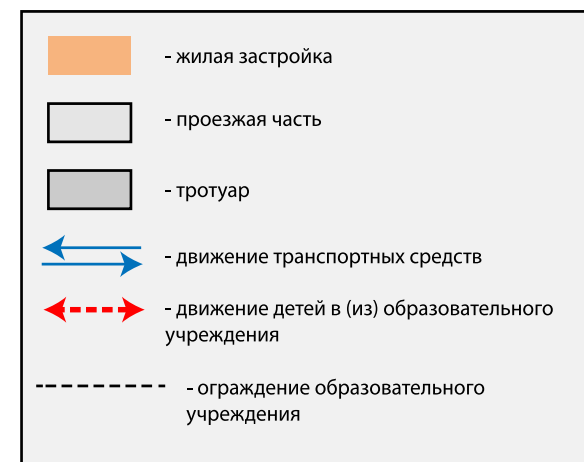 - жилая застройка
- проезжая часть
- тротуар
- движение транспортных средств
- движение детей в (из) образовательного
учреждения
- ограждение образовательного
учреждения